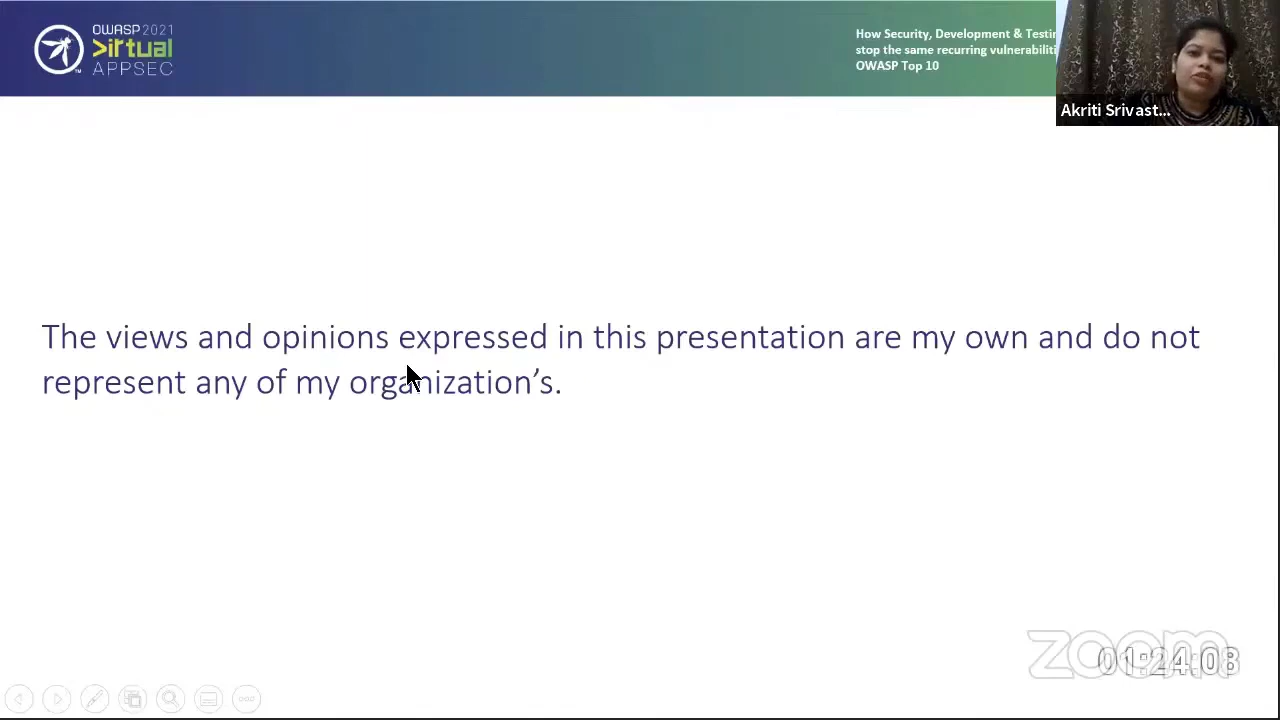 OWASP 2021
>irtual
APPSEC
How Security, Development & Testin
stop the same recurring vulnerabiliti
OWASP Top 10
Akriti Srivast...
The views and opinions expressed in this presentation are my own and do not
represent any of my organization’s.
zoom
01:24:03